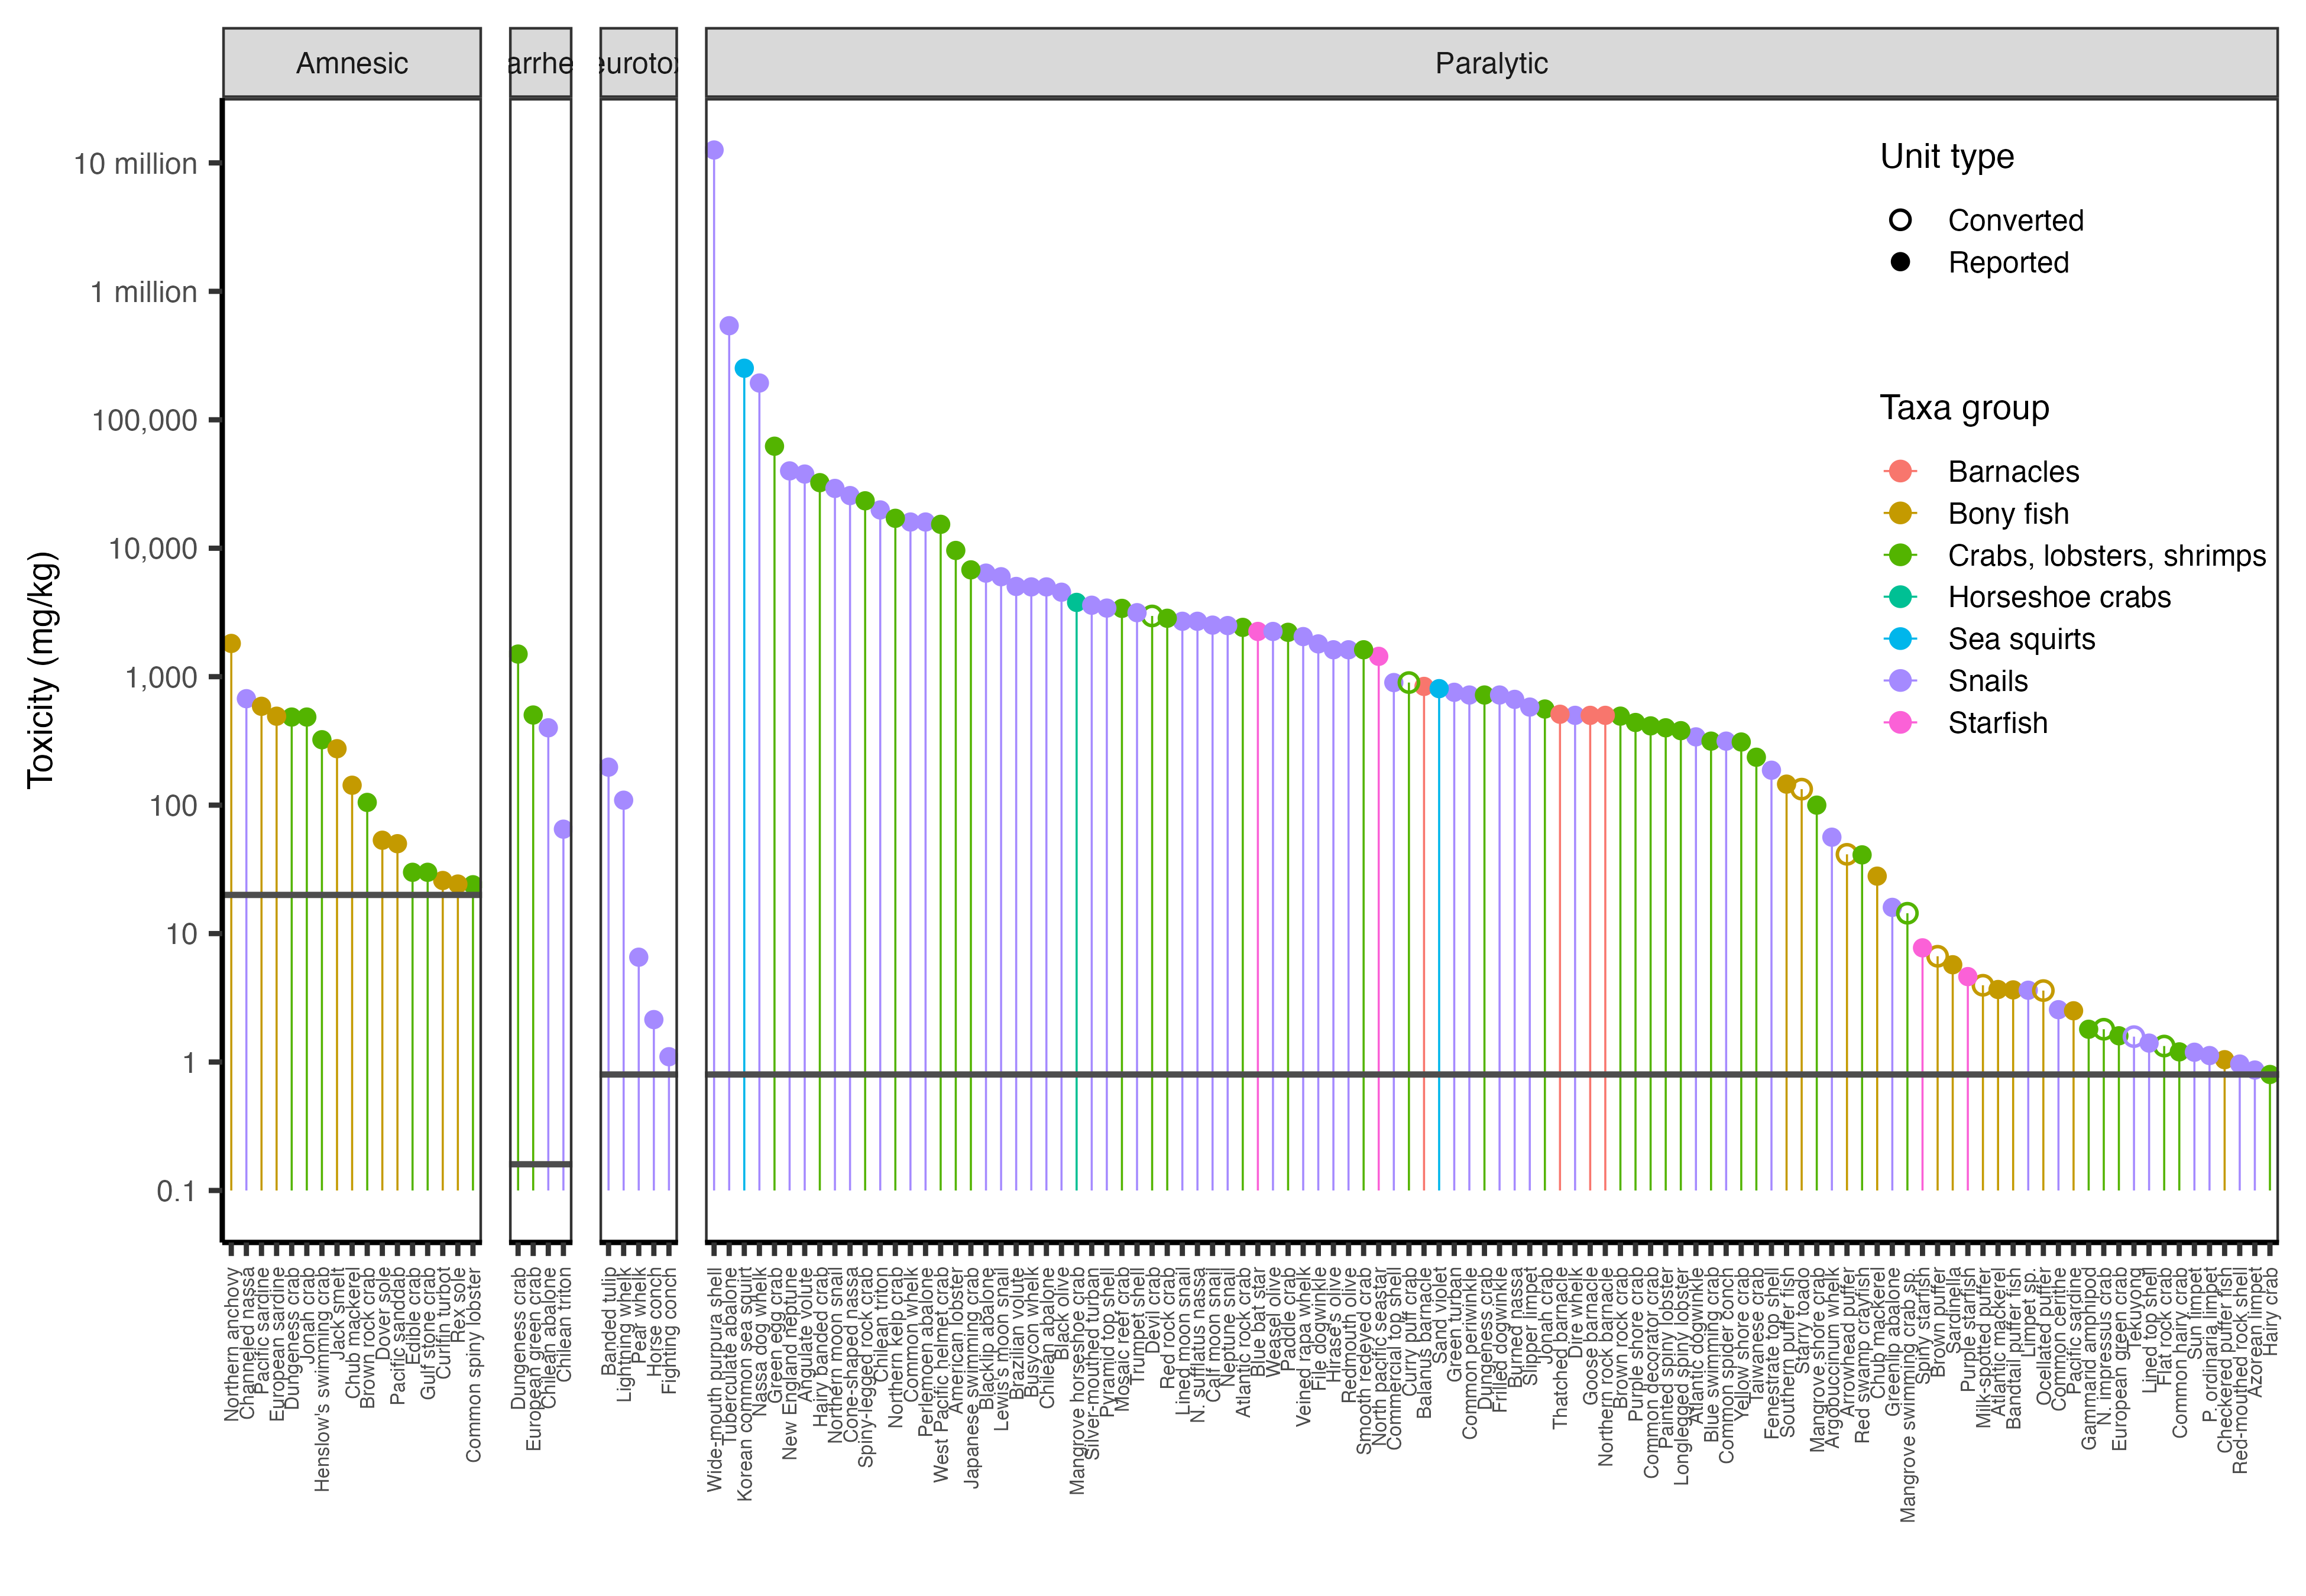 Amnesic
arrhe
eurotox
Paralytic
Toxicity (mg/kg)
10 million
1 million
100,000
10,000
1,000
100
10
1
0.1
Unit type
Converted
Reported
Taxa group
Barnacles
Bony fish
Crabs, lobsters, shrimps
Horseshoe crabs
Sea squirts
Snails
Starfish
Northern anchovy
Channeled nassa
Pacific sardine
European sardine
Dungeness crab
Jonah crab
Henslow's swimming crab
Jack smelt
Chub mackerel
Brown rock crab
Dover sole
Pacific sanddab
Edible crab
Gulf stone crab
Curlfin turbot
Rex sole
Common spiny lobster
Dungeness crab
European green crab
Chilean abalone
Chilean triton
Banded tulip
Lightning whelk
Pear whelk
Horse conch
Fighting conch
Wide-mouth purpura shell
Tuberculate abalone
Korean common sea squirt
Nassa dog whelk
Green egg crab
New England neptune
Angulate volute
Hairy banded crab
Northern moon snail
Cone-shaped nassa
Spiny-legged rock crab
Chilean triton
Northern kelp crab
Common whelk
Perlemoen abalone
West Pacific helmet crab
American lobster
Japanese swimming crab
Blacklip abalone
Lewis's moon snail
Brazilian volute
Busycon whelk
Chilean abalone
Black olive
Mangrove horseshoe crab
Silver-mouthed turban
Pyramid top shell
Mosaic reef crab
Trumpet shell
Devil crab
Red rock crab
Lined moon snail
N. sufflatus nassa
Calf moon snail
Neptune snail
Atlantic rock crab
Blue bat star
Weasel olive
Paddle crab
Veined rapa whelk
File dogwinkle
Hirase's olive
Redmouth olive
Smooth redeyed crab
North pacific seastar
Commercial top shell
Curry puff crab
Balanus barnacle
Sand violet
Green turban
Common periwinkle
Dungeness crab
Frilled dogwinkle
Burned nassa
Slipper limpet
Jonah crab
Thatched barnacle
Dire whelk
Goose barnacle
Northern rock barnacle
Brown rock crab
Purple shore crab
Common decorator crab
Painted spiny lobster
Longlegged spiny lobster
Atlantic dogwinkle
Blue swimming crab
Common spider conch
Yellow shore crab
Taiwanese crab
Fenestrate top shell
Southern puffer fish
Starry toado
Mangrove shore crab
Argobuccinum whelk
Arrowhead puffer
Red swamp crayfish
Chub mackerel
Greenlip abalone
Mangrove swimming crab sp.
Spiny starfish
Brown puffer
Sardinella
Purple starfish
Milk-spotted puffer
Atlantic mackerel
Bandtail puffer fish
Limpet sp.
Ocellated puffer
Common cerithe
Pacific sardine
Gammarid amphipod
N. impressus crab
European green crab
Tekuyong
Lined top shell
Flat rock crab
Common hairy crab
Sun limpet
P. ordinaria limpet
Checkered puffer fish
Red-mouthed rock shell
Azorean limpet
Hairy crab